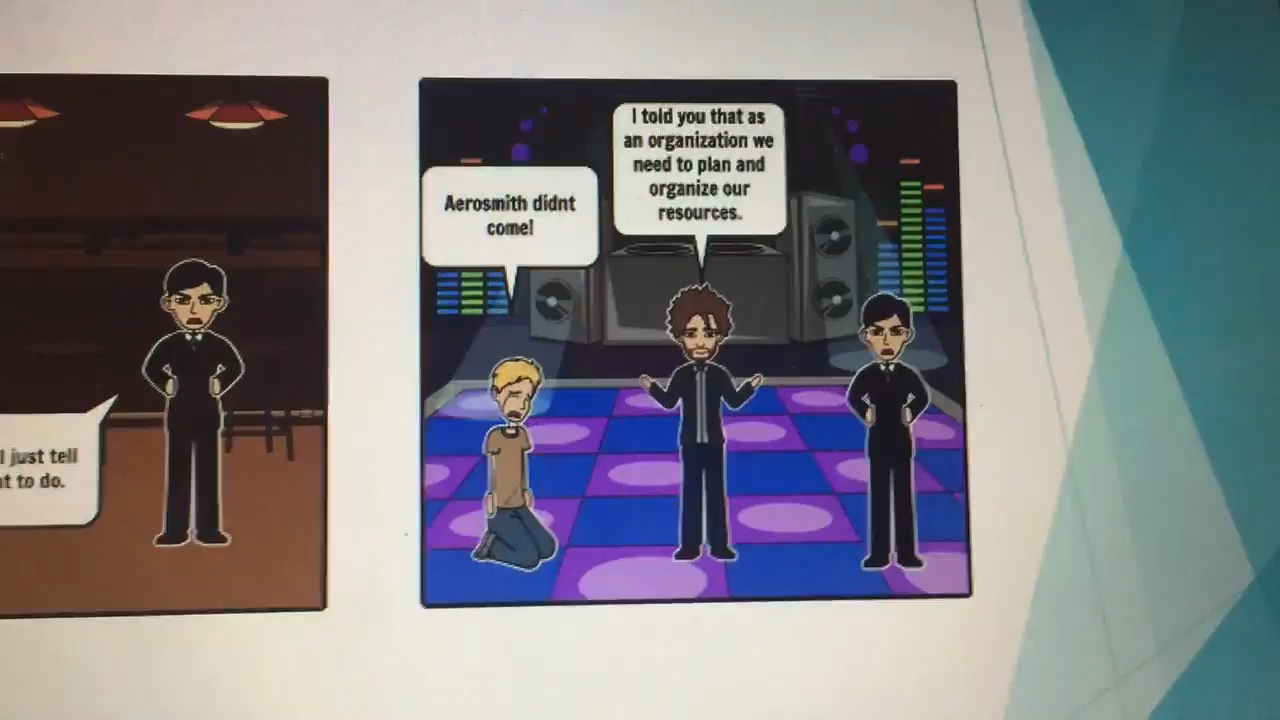 I just tell
to do.
Aerosmith didnt
come!
I told you that as
an organization we
need to plan and
organize our
resources.